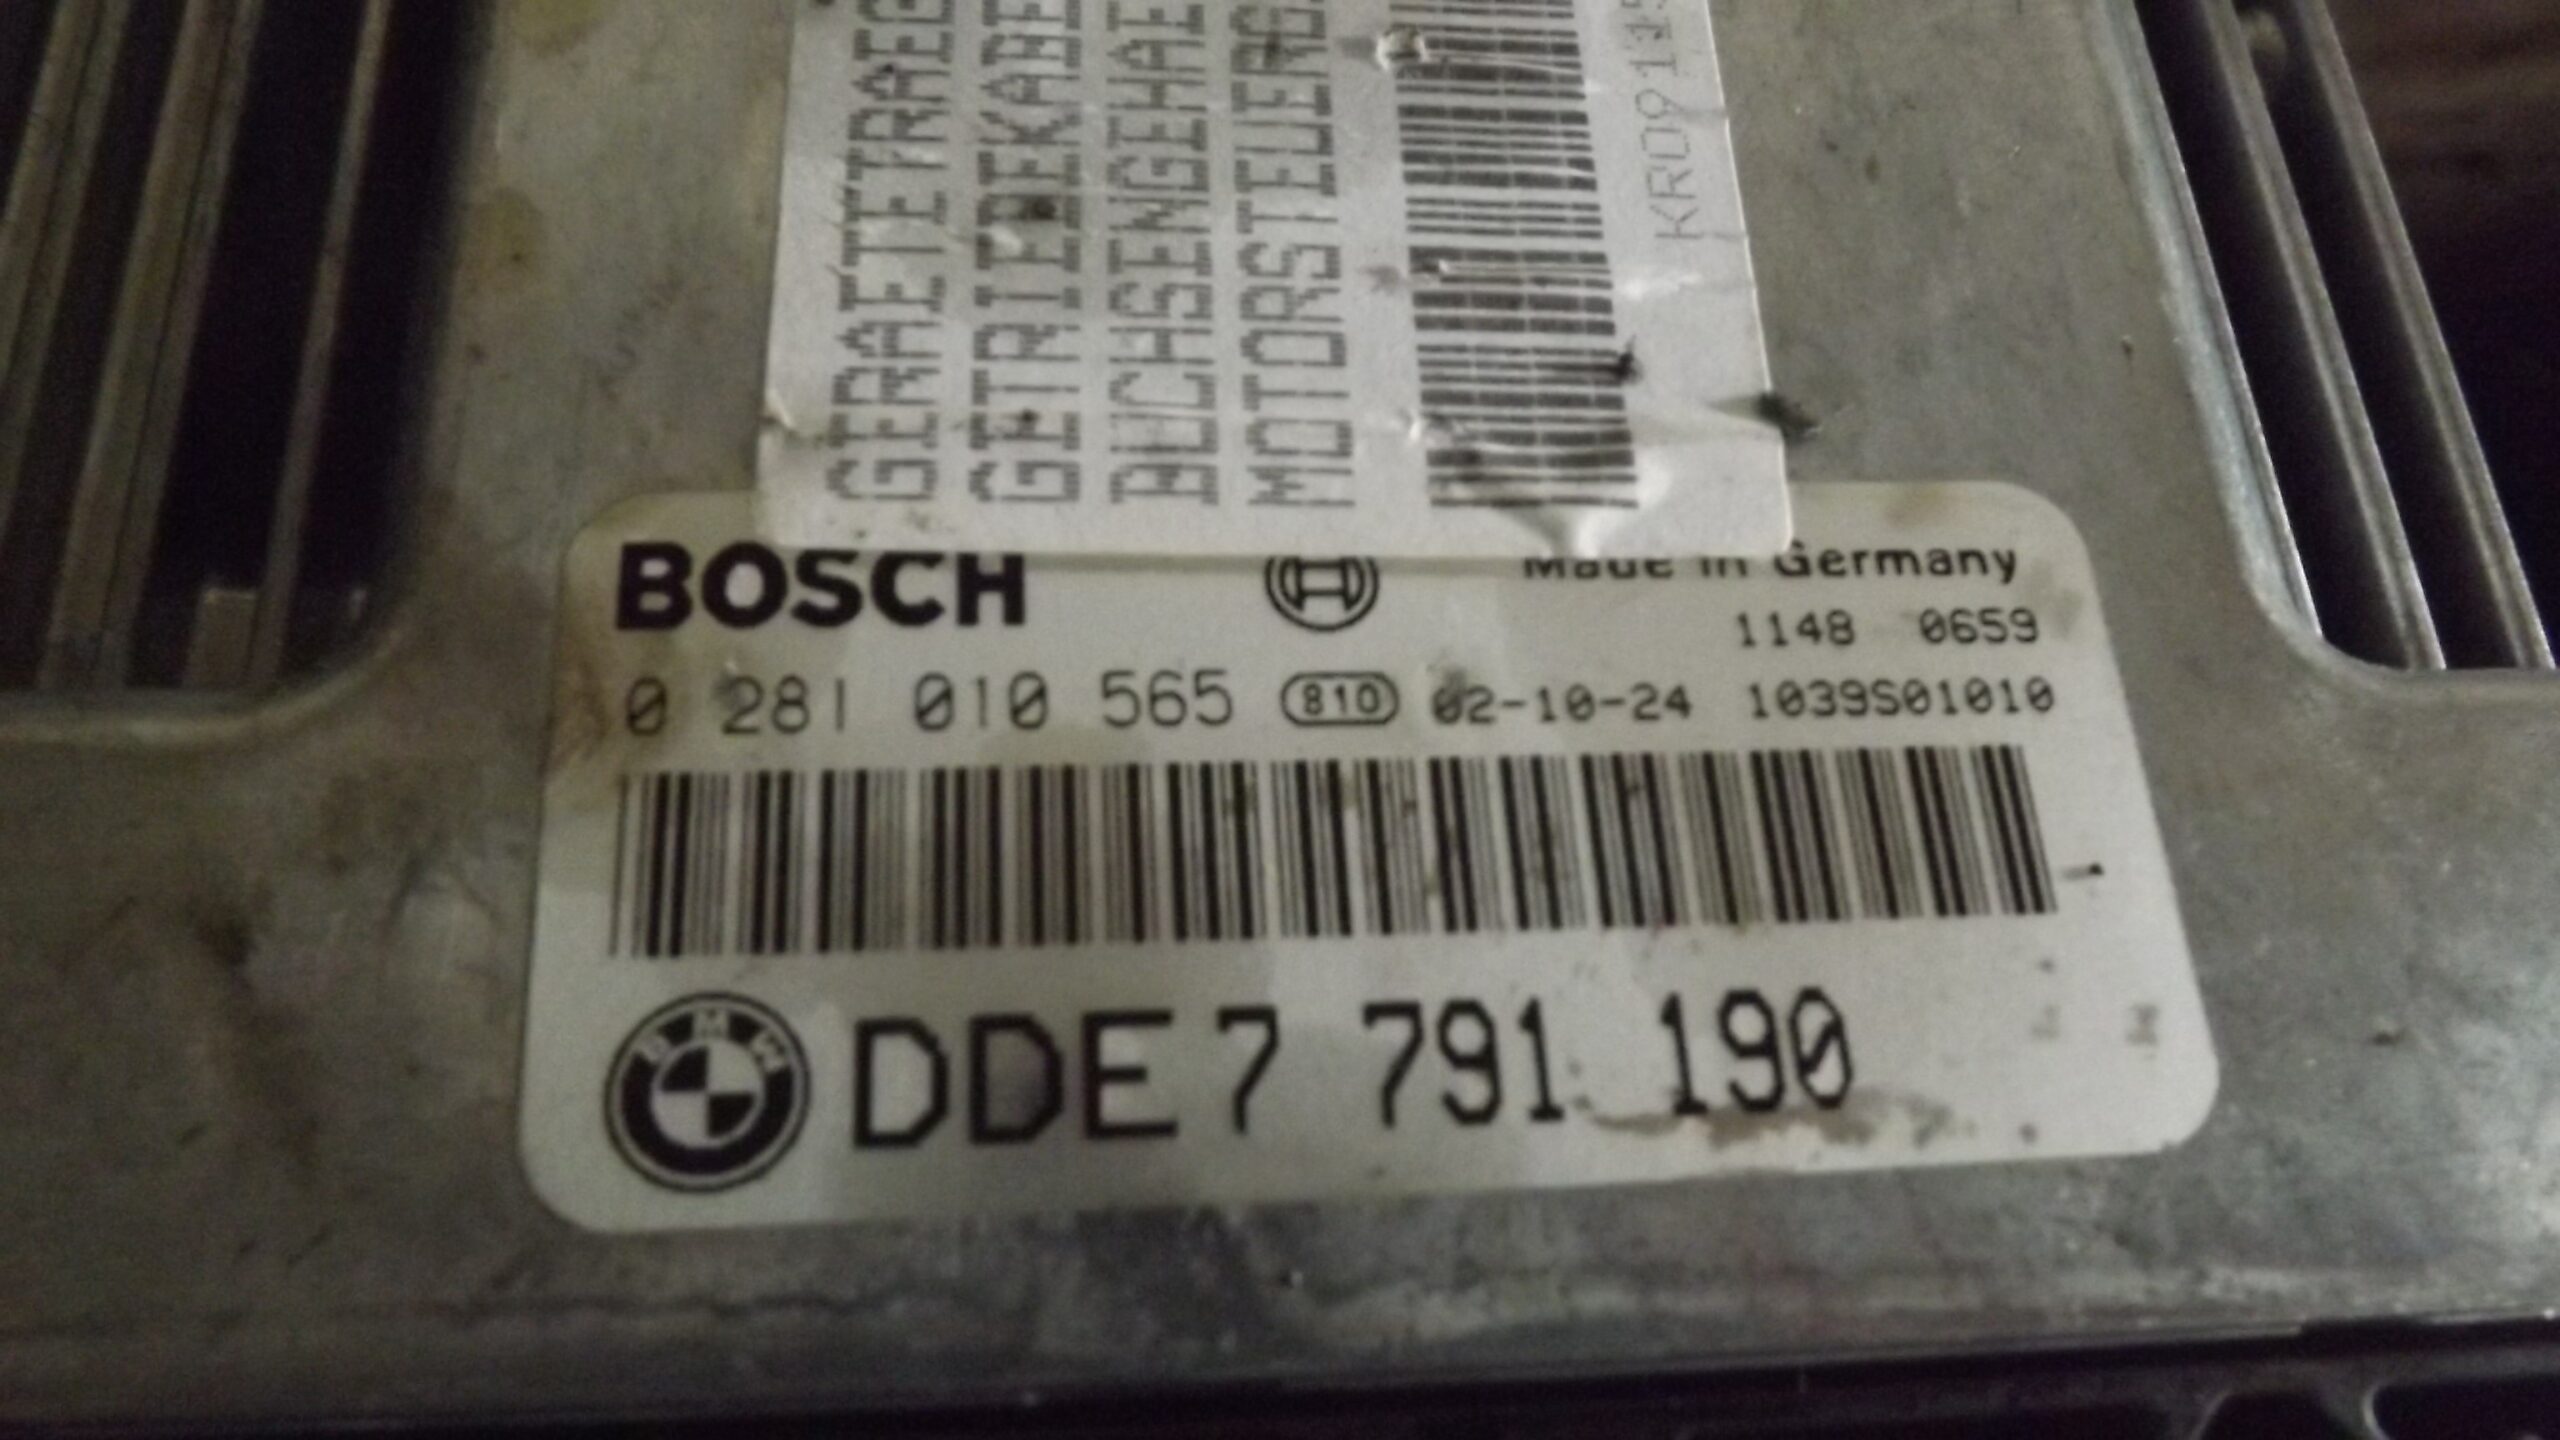 GERAETETRAEG
GETRIEBEKABE
BUCHSENGEHAE
MOTORSTEUERG.
BOSCH
Made in Germany
1148 0659
0 281 010 565 810 02-10-24 1039S01010
BMW
DDE 7 791 190